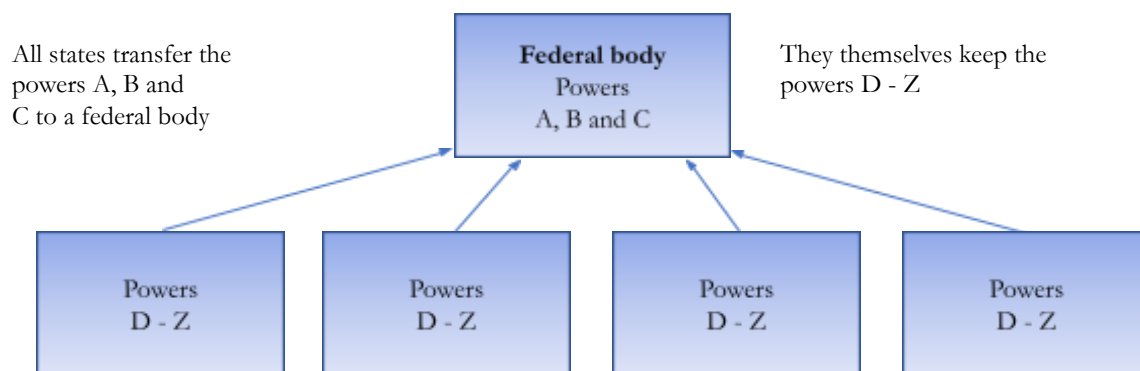 All states transfer the
powers A, B and
C to a federal body
Federal body
Powers
A, B and C
They themselves keep the
powers D - Z
Powers
D - Z
Powers
D - Z
Powers
D - Z
Powers
D - Z